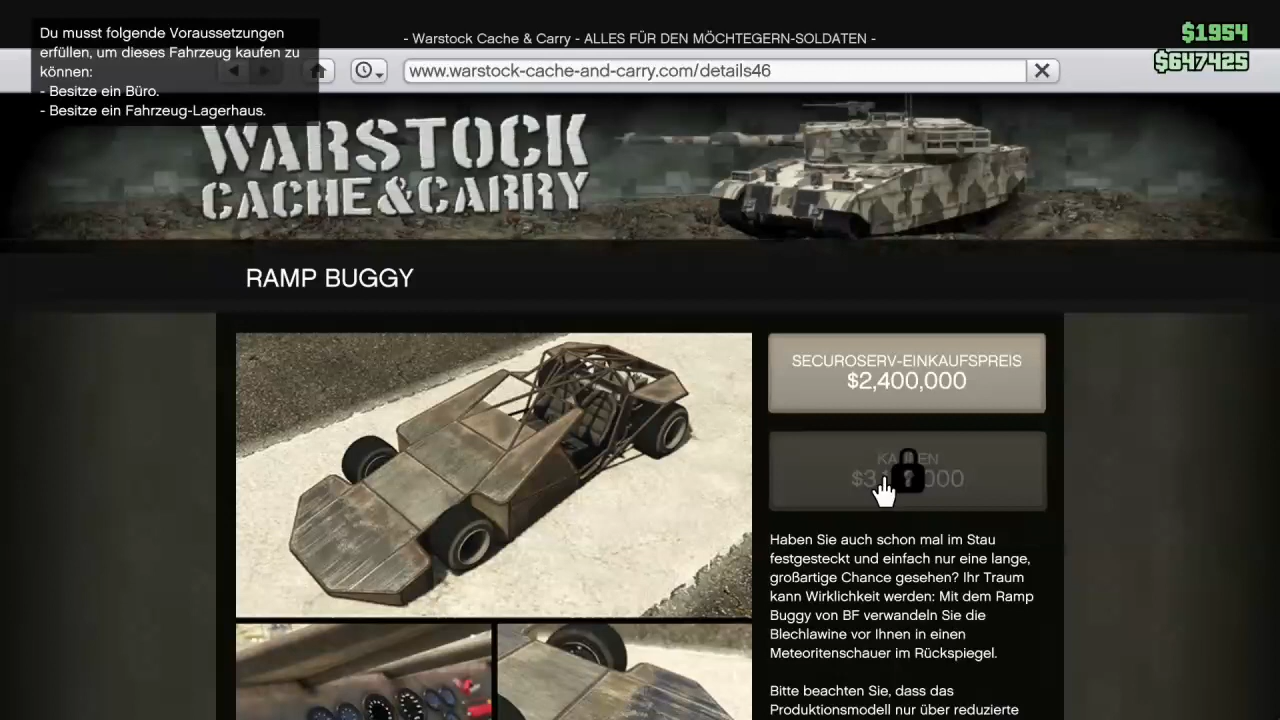 Du musst folgende Voraussetzungen
erfüllen, um dieses Fahrzeug kaufen zu
können:
- Besitze ein Büro.
- Besitze ein Fahrzeug-Lagerhaus.
- Warstock Cache & Carry - ALLES FÜR DEN MÖCHTEGERN-SOLDATEN -
$1954
$647425
www.warstock-cache-and-carry.com/details46
WARSTOCK
CACHE & CARRY
RAMP BUGGY
SECUROSERV-EINKAUFSPREIS
$2,400,000
Haben Sie auch schon mal im Stau
festgesteckt und einfach nur eine lange,
großartige Chance gesehen? Ihr Traum
kann Wirklichkeit werden: Mit dem Ramp
Buggy von BF verwandeln Sie die
Blechlawine vor Ihnen in einen
Meteoritenschauer im Rückspiegel.
Bitte beachten Sie, dass das
Produktionsmodell nur über reduzierte